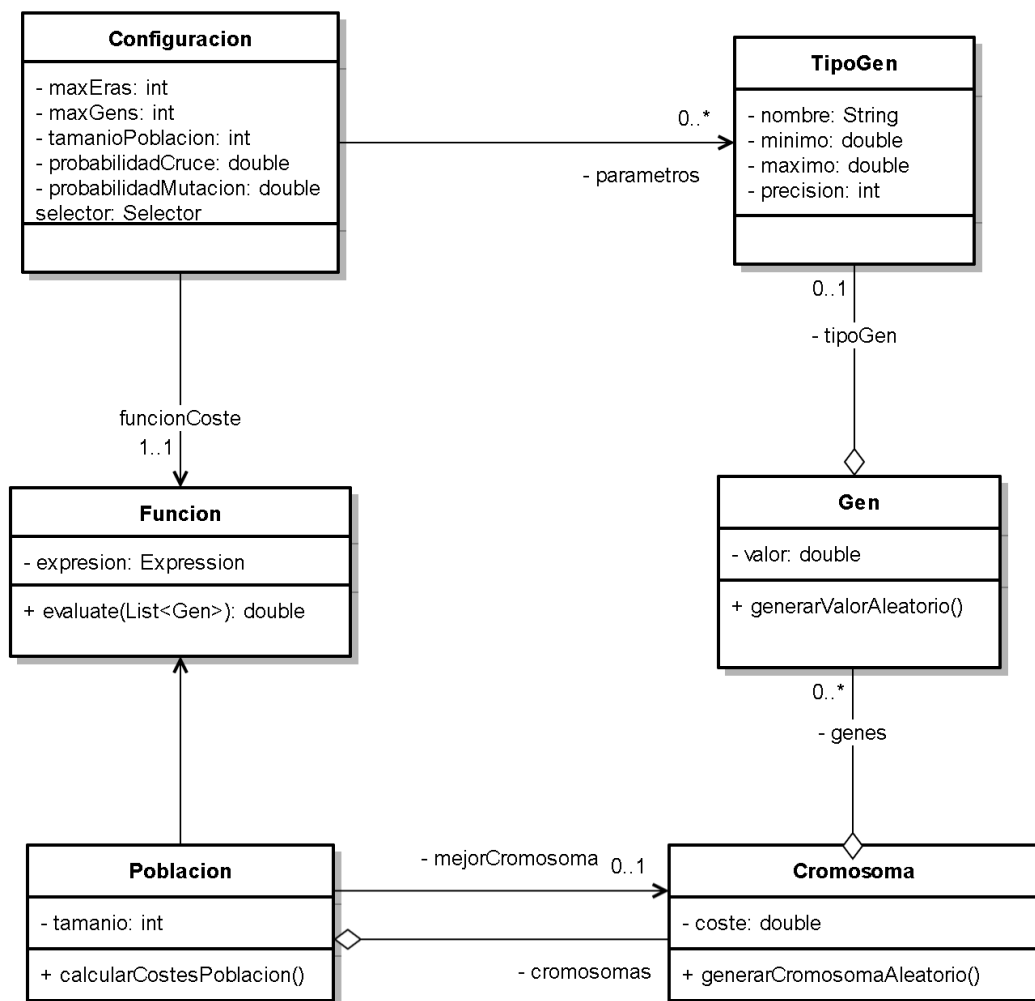 Configuracion
- maxEras: int
- maxGens: int
- tamanioPoblacion: int
- probabilidadCruce: double
- probabilidadMutacion: double
selector: Selector
TipoGen
- nombre: String
- minimo: double
- maximo: double
- precision: int
0..*
- parametros
0..1
- tipoGen
funcionCoste
1..1
Funcion
- expresion: Expression
+ evaluate(List<Gen>): double
Gen
- valor: double
+ generarValorAleatorio()
0..*
- genes
Poblacion
- tamanio: int
+ calcularCostesPoblacion()
- mejorCromosoma
0..1
- cromosomas
Cromosoma
- coste: double
+ generarCromosomaAleatorio()